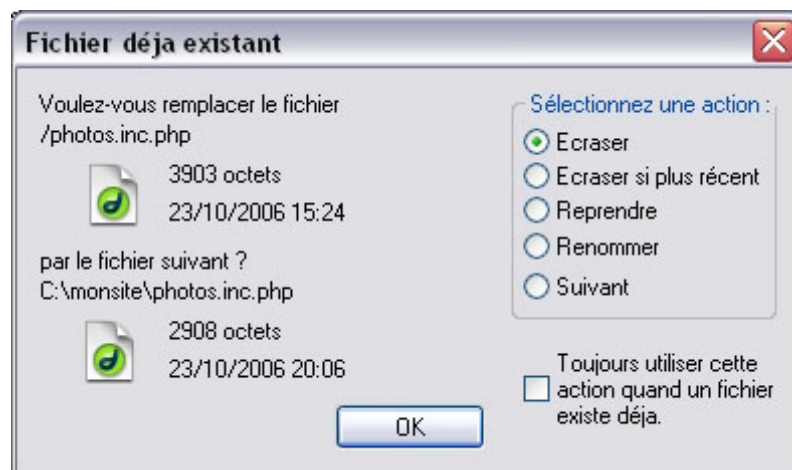 Fichier déja existant
Voulez-vous remplacer le fichier
/photos.inc.php
3903 octets
23/10/2006 15:24
par le fichier suivant ?
C:\monsite\photos.inc.php
2908 octets
23/10/2006 20:06
Sélectionnez une action :
Ecraser
Ecraser si plus récent
Reprendre
Renommer
Suivant
Toujours utiliser cette
action quand un fichier
existe déja.
OK